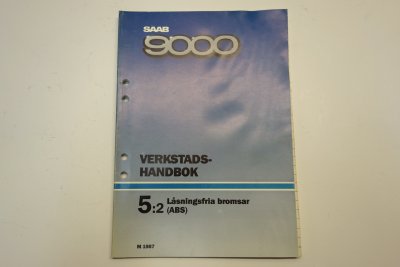 SAAB
9000
VERKSTADS-
HANDBOK
5:2 Låsningsfria bromsar
(ABS)
M 1987